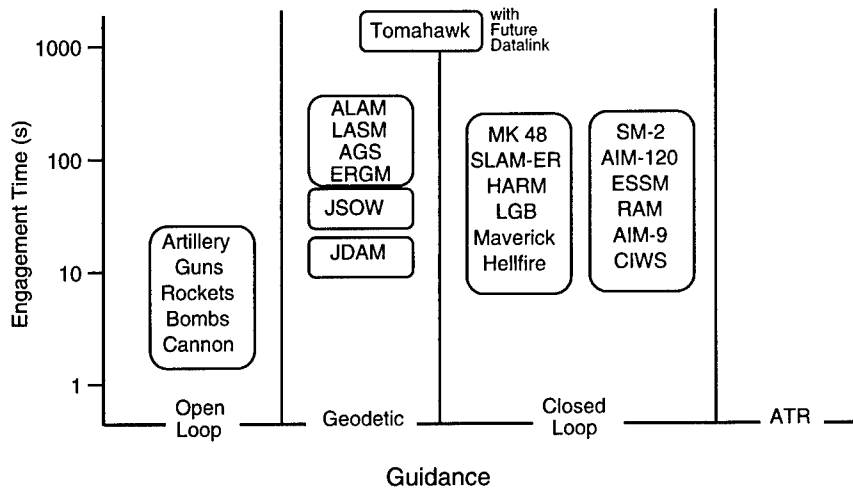 Tomahawk
with
Future
Datalink
1000
100
10
1
Engagement Time (s)
ALAM
LASM
AGS
ERGM
JSOW
JDAM
Artillery
Guns
Rockets
Bombs
Cannon
MK 48
SLAM-ER
HARM
LGB
Maverick
Hellfire
SM-2
AIM-120
ESSM
RAM
AIM-9
CIWS
Open
Loop
Geodetic
Closed
Loop
ATR
Guidance